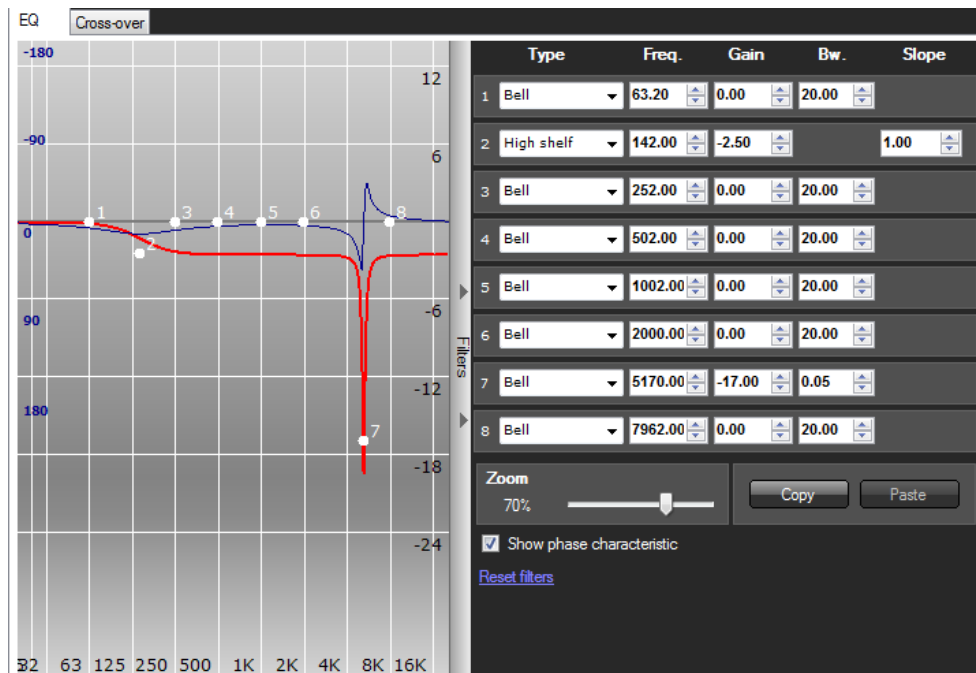 EQ Cross-over
-180
-90
0
90
180
12
6
-6
-12
-18
-24
1
2
3
4
5
6
7
8
32 63 125 250 500 1K 2K 4K 8K 16K
Filters
Type Freq. Gain Bw. Slope
1 Bell 63.20 0.00 20.00
2 High shelf 142.00 -2.50 1.00
3 Bell 252.00 0.00 20.00
4 Bell 502.00 0.00 20.00
5 Bell 1002.00 0.00 20.00
6 Bell 2000.00 0.00 20.00
7 Bell 5170.00 -17.00 0.05
8 Bell 7962.00 0.00 20.00
Zoom
70%
Copy Paste
Show phase characteristic
Reset filters